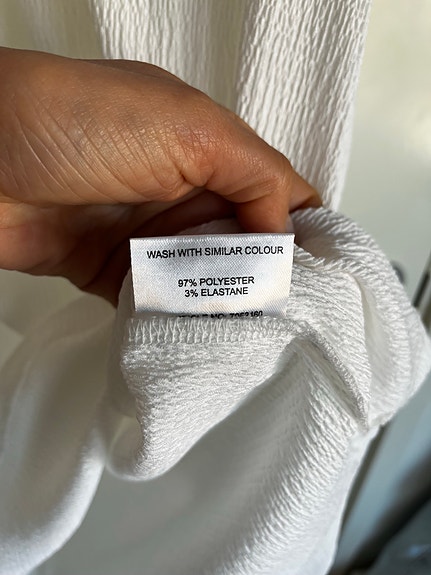 WASH WITH SIMILAR COLOUR
97% POLYESTER
3% ELASTANE